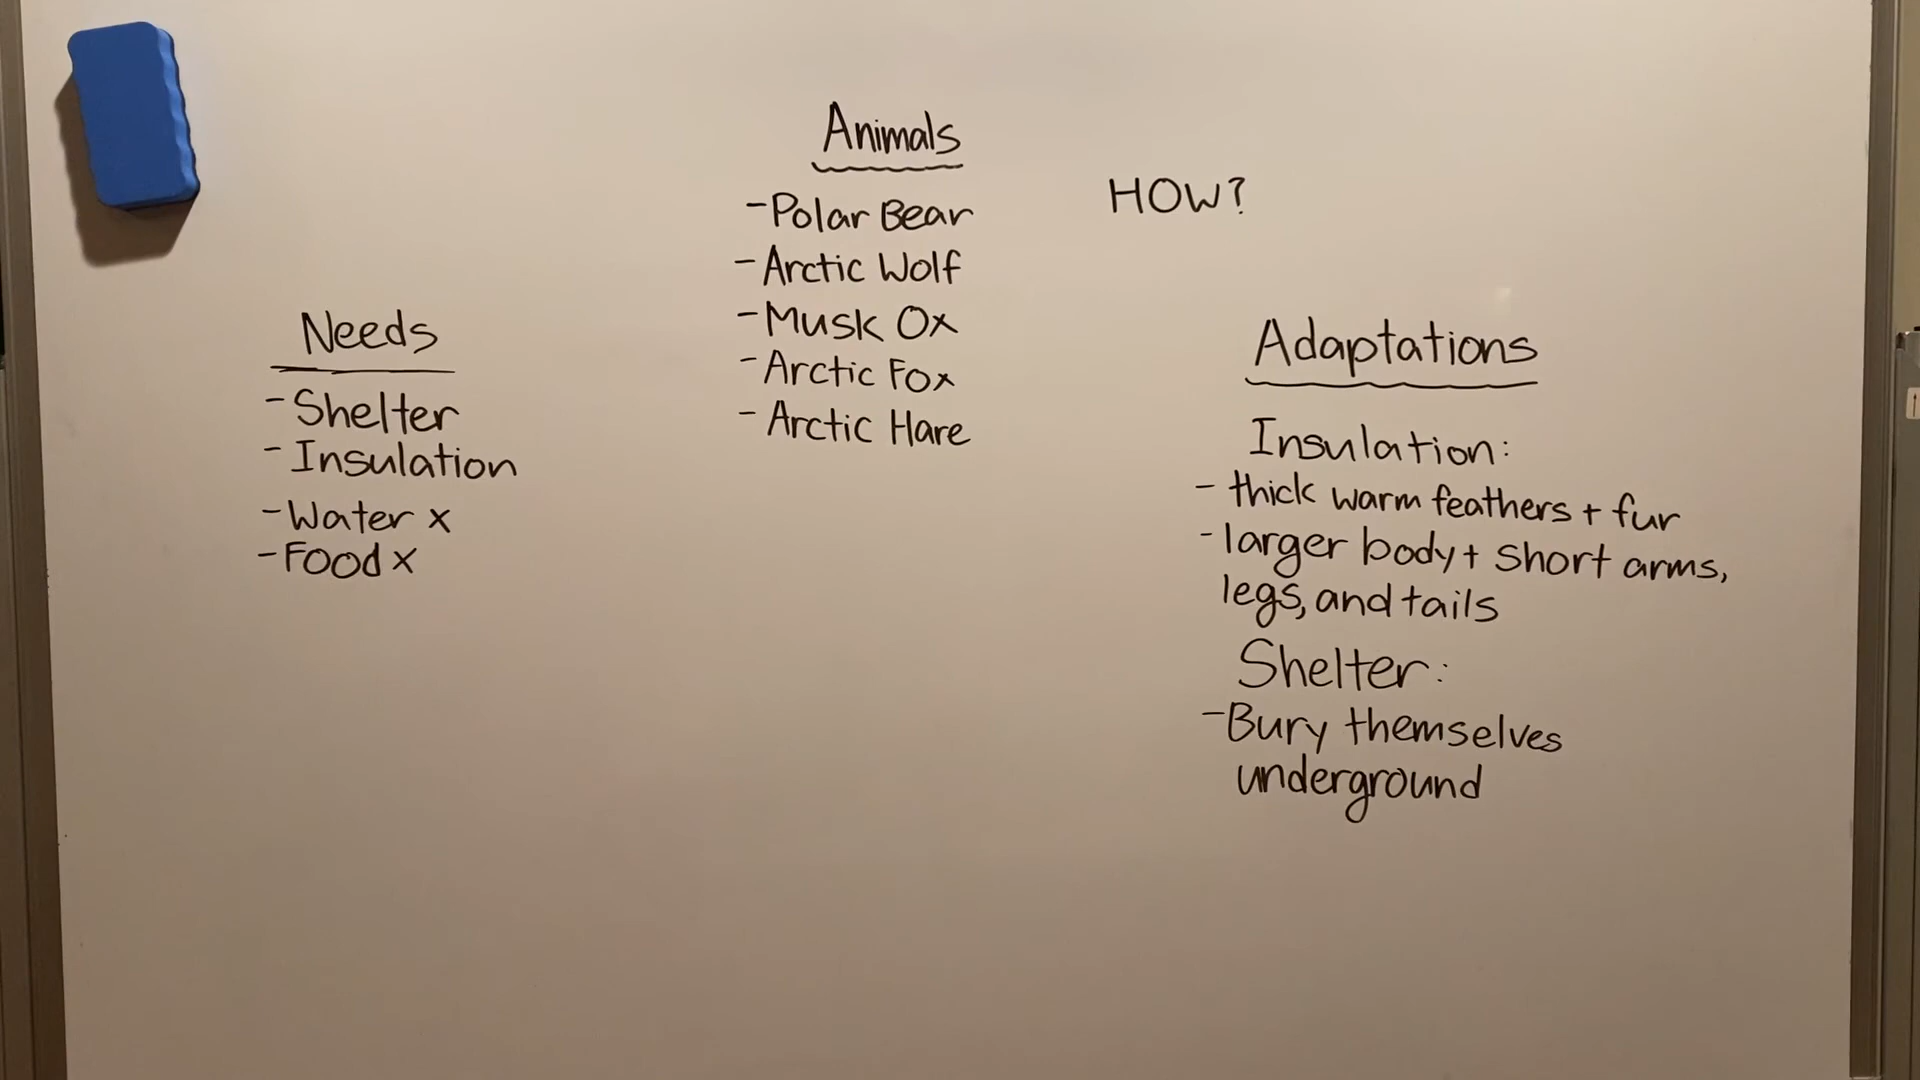 Animals
-Polar Bear
-Arctic Wolf
-Musk Ox
-Arctic Fox
-Arctic Hare
HOW?
Needs
-Shelter
-Insulation
-Water x
-Food x
Adaptations
Insulation:
- thick warm feathers + fur
-larger body + short arms,
legs, and tails
Shelter:
-Bury themselves
underground